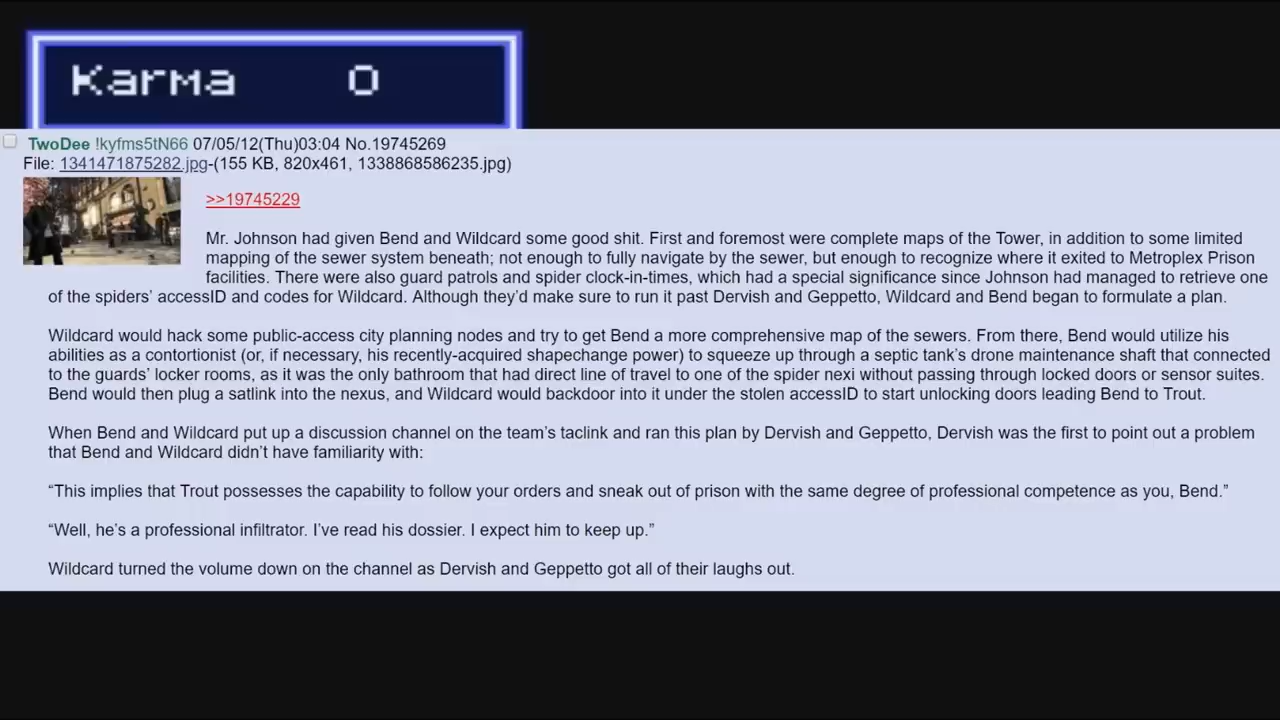 Karma 0
TwoDee !kyfms5tN66 07/05/12(Thu)03:04 No.19745269
File: 1341471875282.jpg-(155 KB, 820x461, 1338868586235.jpg)
>>19745229
Mr. Johnson had given Bend and Wildcard some good shit. First and foremost were complete maps of the Tower, in addition to some limited
mapping of the sewer system beneath; not enough to fully navigate by the sewer, but enough to recognize where it exited to Metroplex Prison
facilities. There were also guard patrols and spider clock-in-times, which had a special significance since Johnson had managed to retrieve one
of the spiders’ accessID and codes for Wildcard. Although they’d make sure to run it past Dervish and Geppetto, Wildcard and Bend began to formulate a plan.
Wildcard would hack some public-access city planning nodes and try to get Bend a more comprehensive map of the sewers. From there, Bend would utilize his
abilities as a contortionist (or, if necessary, his recently-acquired shapechange power) to squeeze up through a septic tank’s drone maintenance shaft that connected
to the guards’ locker rooms, as it was the only bathroom that had direct line of travel to one of the spider nexi without passing through locked doors or sensor suites.
Bend would then plug a satlink into the nexus, and Wildcard would backdoor into it under the stolen accessID to start unlocking doors leading Bend to Trout.
When Bend and Wildcard put up a discussion channel on the team’s taclink and ran this plan by Dervish and Geppetto, Dervish was the first to point out a problem
that Bend and Wildcard didn’t have familiarity with:
“This implies that Trout possesses the capability to follow your orders and sneak out of prison with the same degree of professional competence as you, Bend.”
“Well, he’s a professional infiltrator. I’ve read his dossier. I expect him to keep up.”
Wildcard turned the volume down on the channel as Dervish and Geppetto got all of their laughs out.